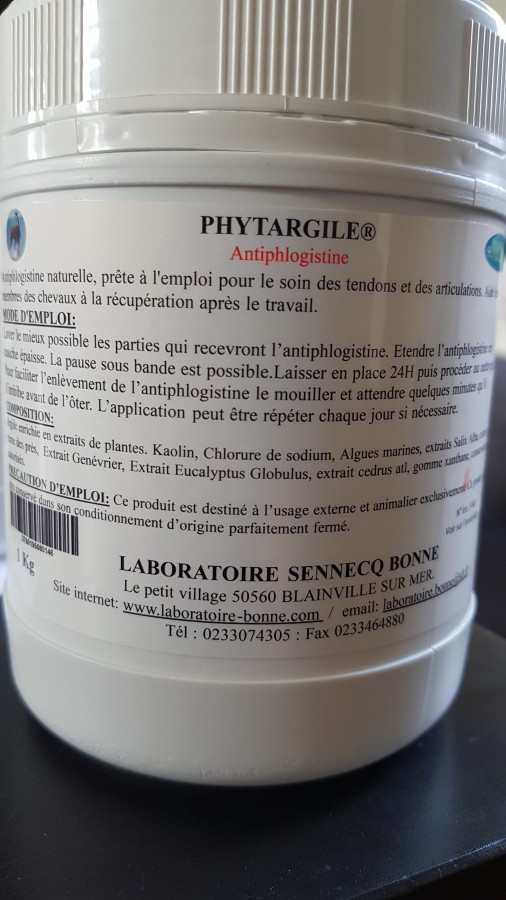 PHYTARGILE®
Antiphlogistine
Antiphlogistine naturelle, prête à l'emploi pour le soin des tendons et des articulations. Aide
membres des chevaux à la récupération après le travail.
MODE D'EMPLOI:
Laver le mieux possible les parties qui recevront l'antiphlogistine. Etendre l'antiphlogistine en
couche épaisse. La pause sous bande est possible.Laisser en place 24H puis procéder au
Pour faciliter l'enlèvement de l'antiphlogistine le mouiller et attendre quelques minutes qu'il
s'imbibe avant de l'ôter. L'application peut être répéter chaque jour si nécessaire.
COMPOSITION:
Argile enrichie en extraits de plantes. Kaolin, Chlorure de sodium, Algues marines, extraits Salix Alba,
des prés, Extrait Genévrier, Extrait Eucalyptus Globulus, extrait cedrus atl, gomme xanthane,
PRECAUTION D'EMPLOI: Ce produit est destiné à l'usage externe et animalier exclusivement.
conservé dans son conditionnement d'origine parfaitement fermé.
1 Kg
LABORATOIRE SENNECQ BONNE
Le petit village 50560 BLAINVILLE SUR MER.
Site internet: www.laboratoire-bonne.com / email:
Tél : 0233074305 : Fax 0233464880